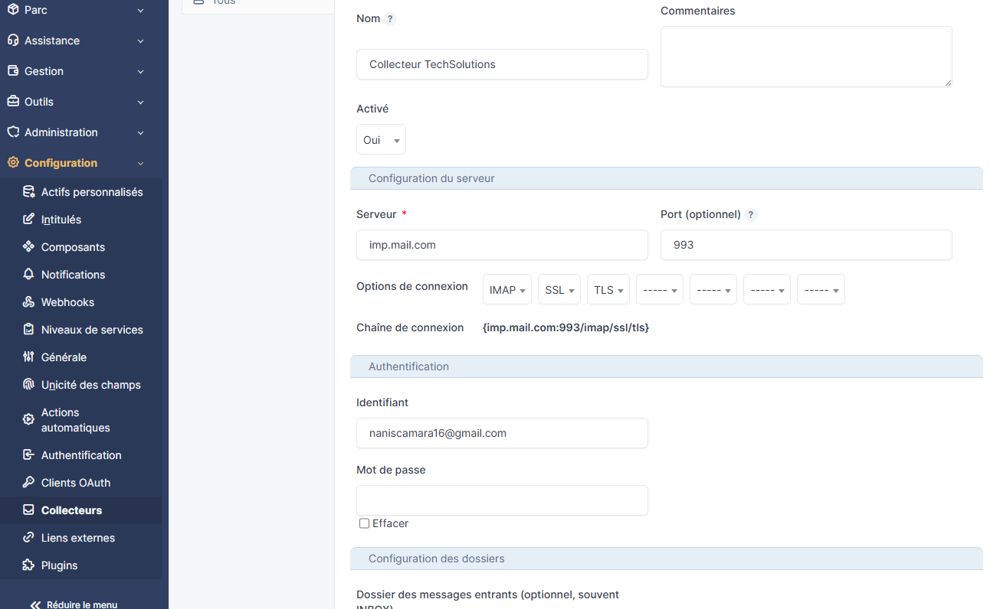 Parc
Assistance
Gestion
Outils
Administration
Configuration
Actifs personnalisés
Intitulés
Composants
Notifications
Webhooks
Niveaux de services
Générale
Unicité des champs
Actions
automatiques
Authentification
Clients OAuth
Collecteurs
Liens externes
Plugins
Réduire le menu
Tous
Nom ?
Commentaires
Collecteur TechSolutions
Activé
Oui
Configuration du serveur
Serveur *
Port (optionnel) ?
imp.mail.com
993
Options de connexion IMAP SSL TLS ----- ----- ----- -----
Chaîne de connexion {imp.mail.com:993/imap/ssl/tls}
Authentification
Identifiant
naniscamara16@gmail.com
Mot de passe
Effacer
Configuration des dossiers
Dossier des messages entrants (optionnel, souvent
INBOX)